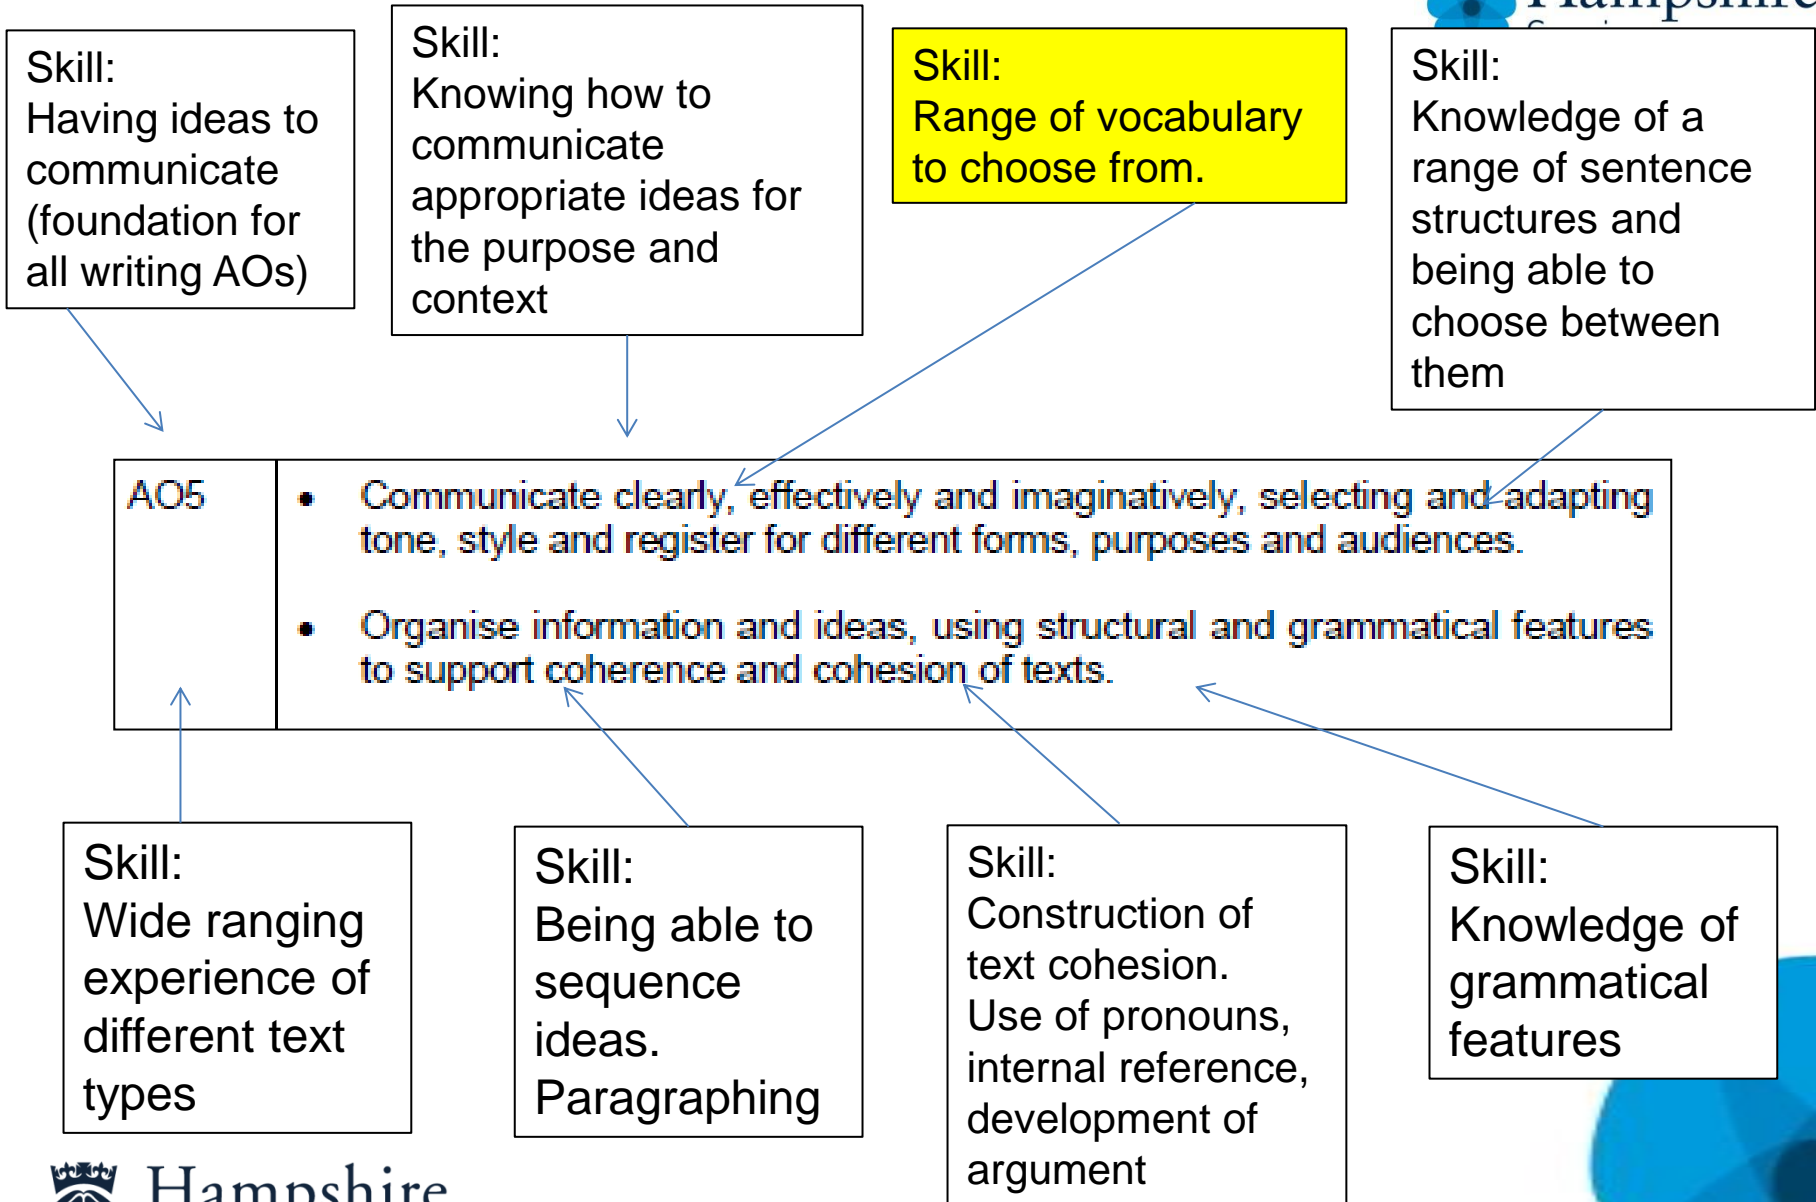 Hampshire
Skill:
Having ideas to
communicate
(foundation for
all writing AOs)
Skill:
Knowing how to
communicate
appropriate ideas for
the purpose and
context
Skill:
Range of vocabulary
to choose from.
Skill:
Knowledge of a
range of sentence
structures and
being able to
choose between
them
AO5
• Communicate clearly, effectively and imaginatively, selecting and adapting
tone, style and register for different forms, purposes and audiences.
• Organise information and ideas, using structural and grammatical features
to support coherence and cohesion of texts.
Skill:
Wide ranging
experience of
different text
types
Skill:
Being able to
sequence
ideas.
Paragraphing
Skill:
Construction of
text cohesion.
Use of pronouns,
internal reference,
development of
argument
Skill:
Knowledge of
grammatical
features
Hampshire